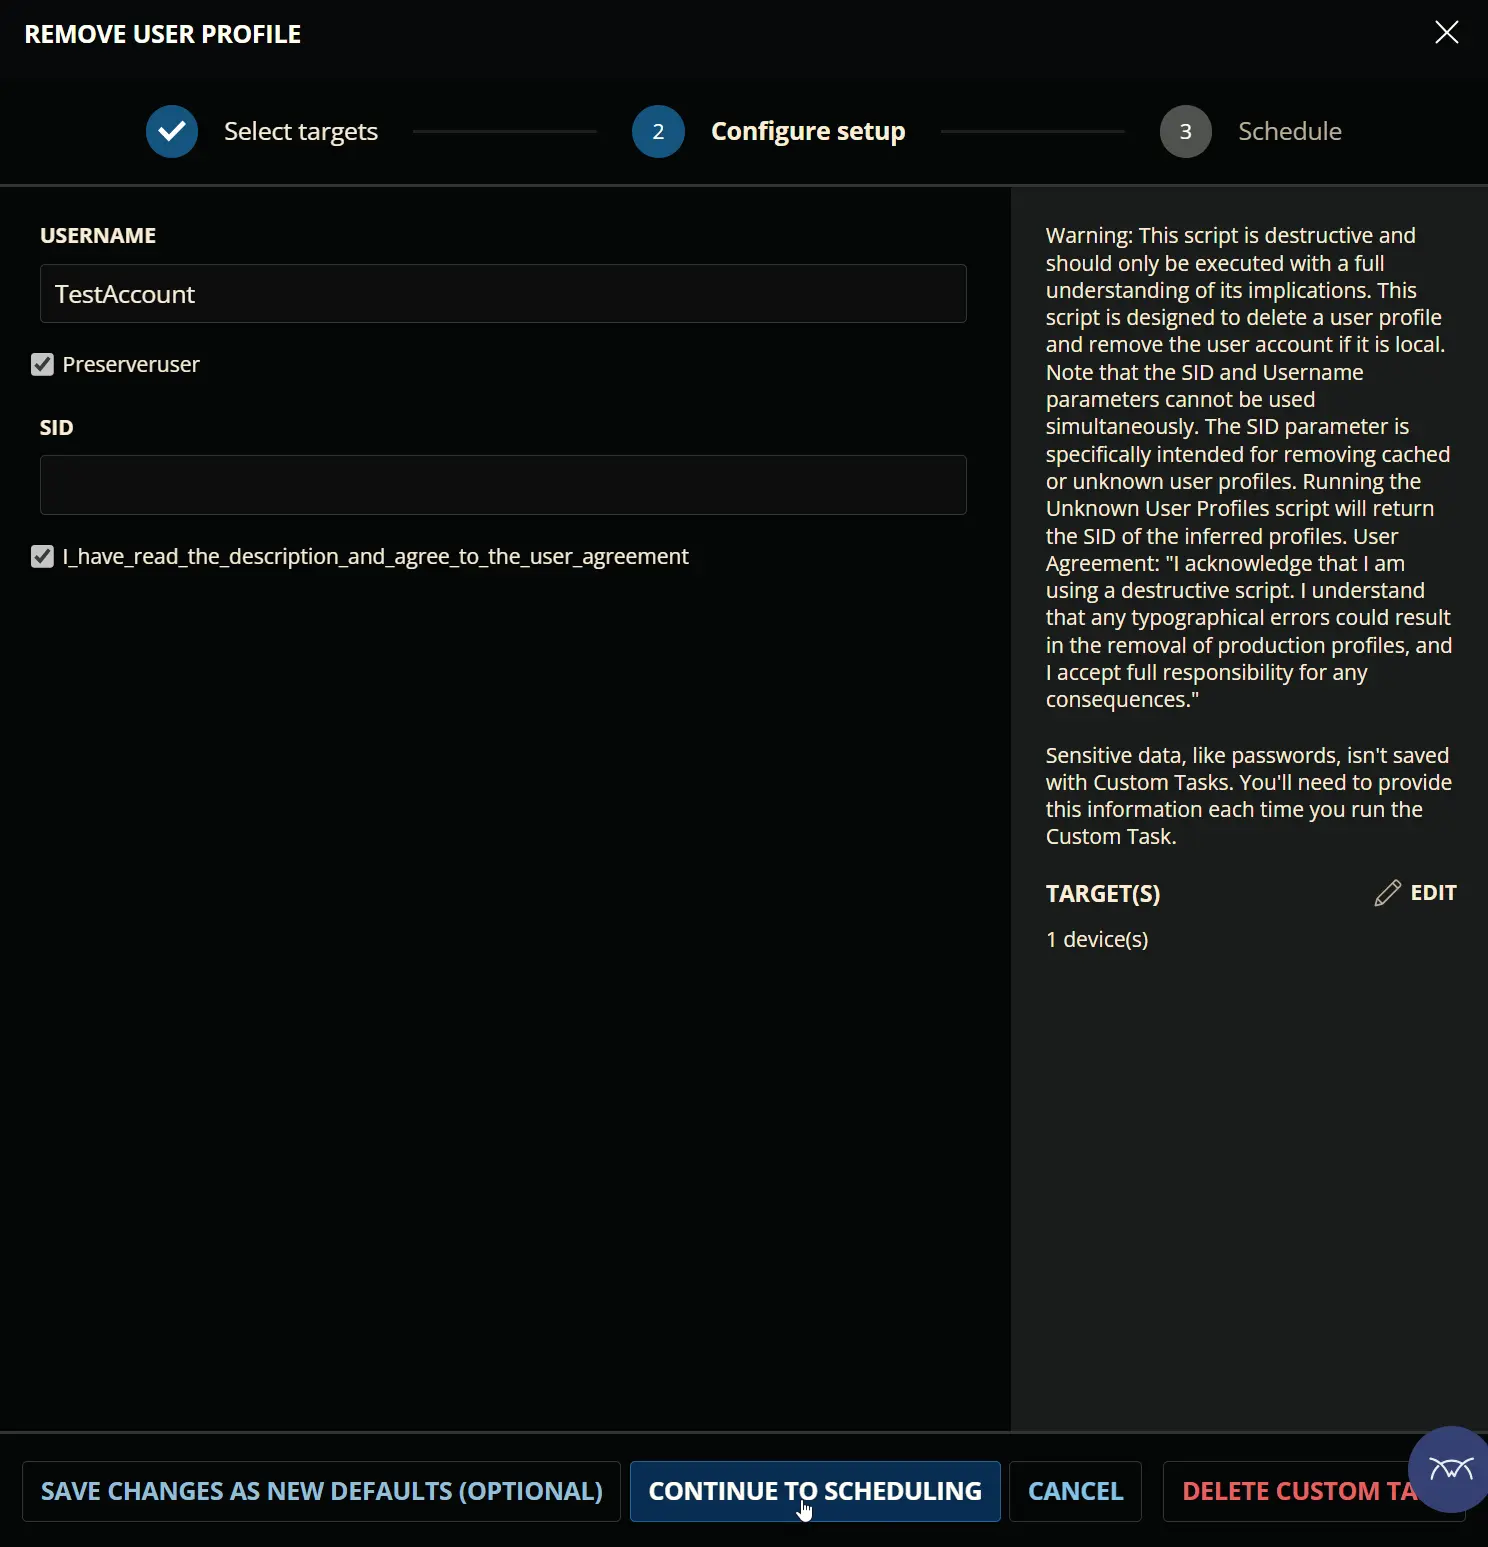 REMOVE USER PROFILE
Select targets
2
Configure setup
3
Schedule
USERNAME
TestAccount
Preserveruser
SID
I_have_read_the_description_and_agree_to_the_user_agreement
Warning: This script is destructive and
should only be executed with a full
understanding of its implications. This
script is designed to delete a user profile
and remove the user account if it is local.
Note that the SID and Username
parameters cannot be used
simultaneously. The SID parameter is
specifically intended for removing cached
or unknown user profiles. Running the
Unknown User Profiles script will return
the SID of the inferred profiles. User
Agreement: "I acknowledge that I am
using a destructive script. I understand
that any typographical errors could result
in the removal of production profiles, and
I accept full responsibility for any
consequences."
Sensitive data, like passwords, isn't saved
with Custom Tasks. You'll need to provide
this information each time you run the
Custom Task.
TARGET(S)
EDIT
1 device(s)
SAVE CHANGES AS NEW DEFAULTS (OPTIONAL)
CONTINUE TO SCHEDULING
CANCEL
DELETE CUSTOM TA